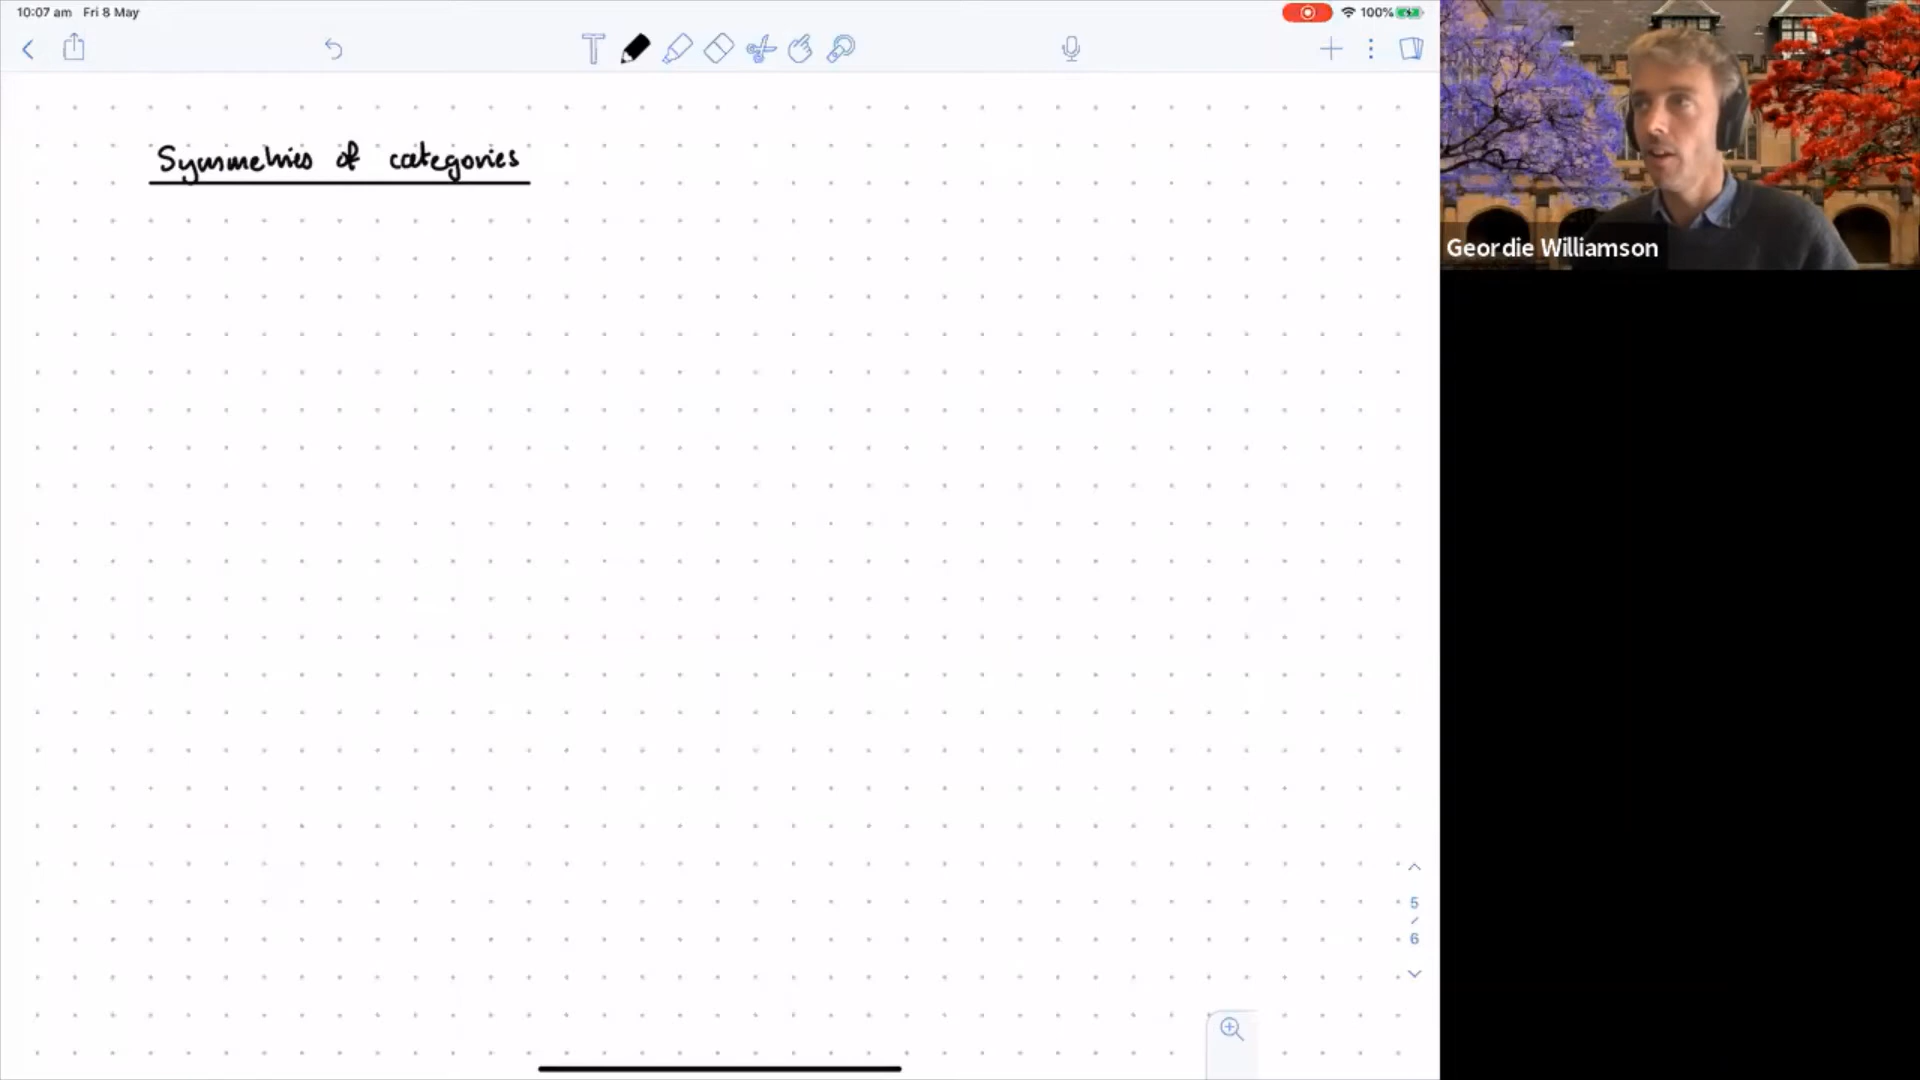 10:07 am Fri 8 May
100%
T
Symmetries of categories
Geordie Williamson
5
/
6